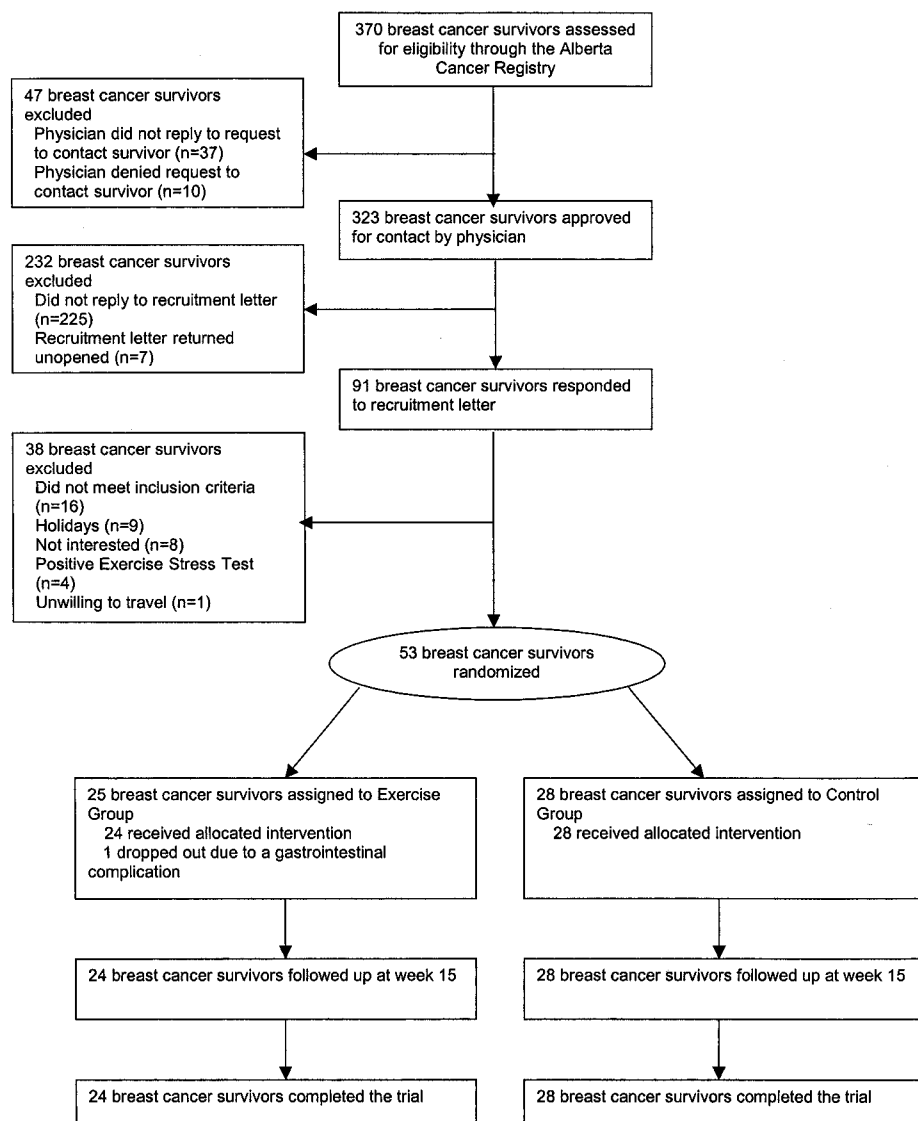 370 breast cancer survivors assessed
for eligibility through the Alberta
Cancer Registry
47 breast cancer survivors
excluded
Physician did not reply to request
to contact survivor (n=37)
Physician denied request to
contact survivor (n=10)
323 breast cancer survivors approved
for contact by physician
232 breast cancer survivors
excluded
Did not reply to recruitment letter
(n=225)
Recruitment letter returned
unopened (n=7)
91 breast cancer survivors responded
to recruitment letter
38 breast cancer survivors
excluded
Did not meet inclusion criteria
(n=16)
Holidays (n=9)
Not interested (n=8)
Positive Exercise Stress Test
(n=4)
Unwilling to travel (n=1)
53 breast cancer survivors
randomized
25 breast cancer survivors assigned to Exercise
Group
24 received allocated intervention
1 dropped out due to a gastrointestinal
complication
28 breast cancer survivors assigned to Control
Group
28 received allocated intervention
24 breast cancer survivors followed up at week 15
28 breast cancer survivors followed up at week 15
24 breast cancer survivors completed the trial
28 breast cancer survivors completed the trial